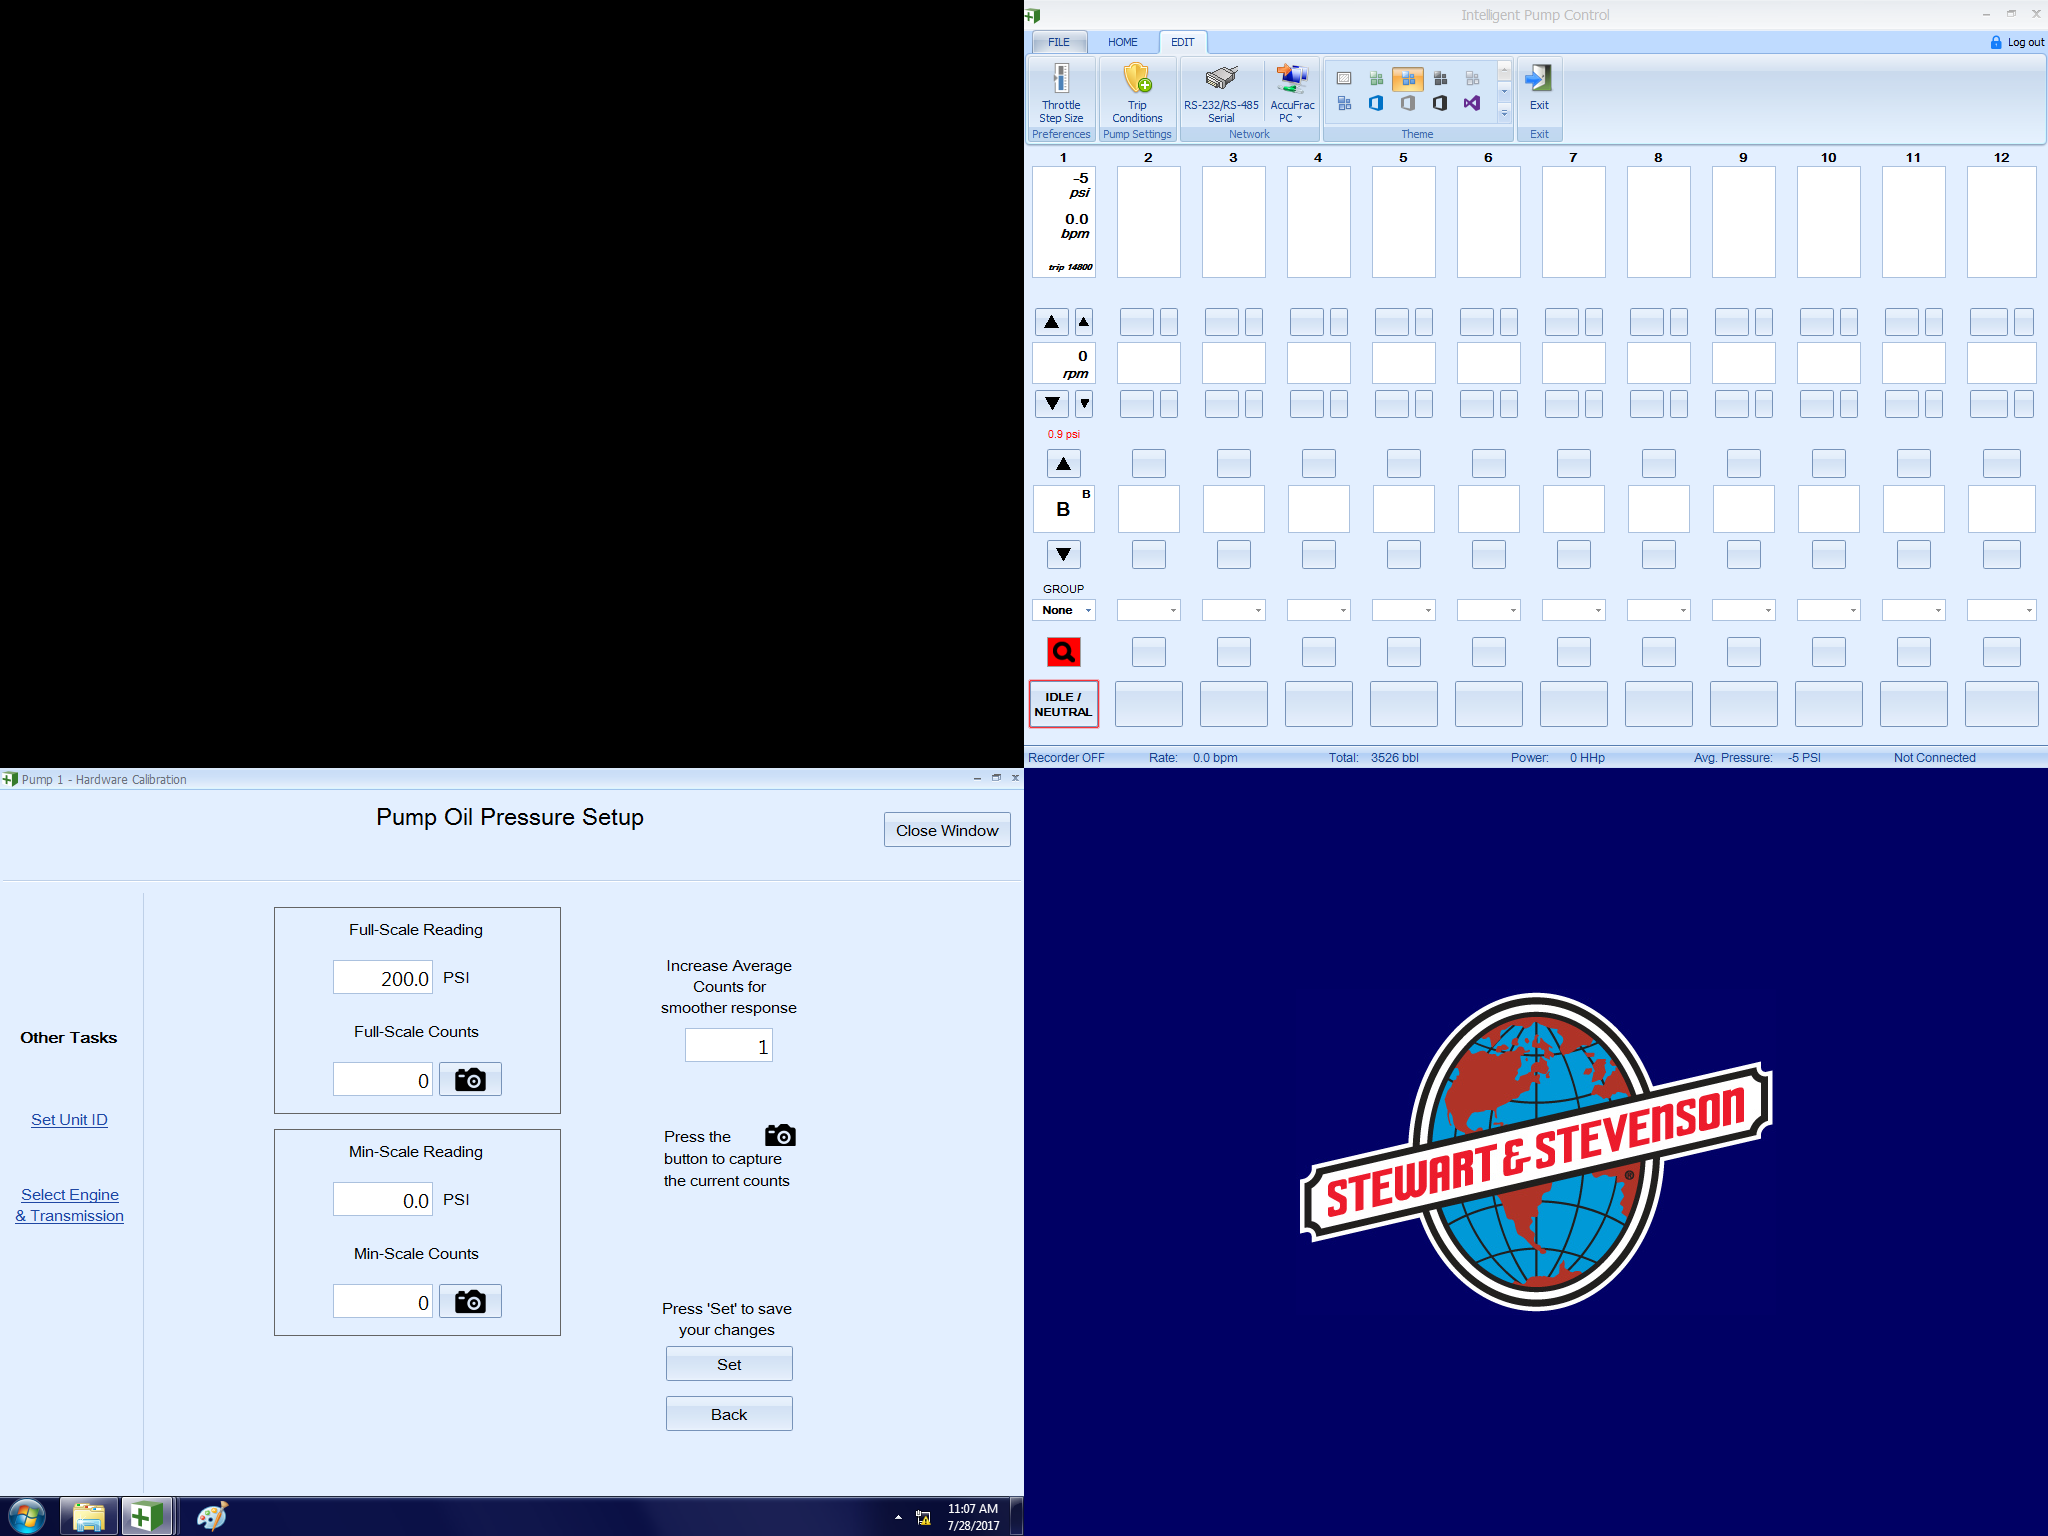 Intelligent Pump Control
FILE HOME EDIT Log out
Throttle
Step Size
Trip
Conditions
RS-232/RS-485
Serial
AccuFrac
PC
Exit
Preferences Pump Settings Network Theme Exit
1 2 3 4 5 6 7 8 9 10 11 12
-5
psi
0.0
bpm
trip 14800
0
rpm
0.9 psi
B
B
GROUP
None
IDLE /
NEUTRAL
Recorder OFF Rate: 0.0 bpm Total: 3526 bbl Power: 0 HHp Avg. Pressure: -5 PSI Not Connected
Pump 1 - Hardware Calibration
Pump Oil Pressure Setup
Close Window
Other Tasks
Set Unit ID
Select Engine
& Transmission
Full-Scale Reading
200.0 PSI
Full-Scale Counts
0
Min-Scale Reading
0.0 PSI
Min-Scale Counts
0
Increase Average
Counts for
smoother response
1
Press the
button to capture
the current counts
Press 'Set' to save
your changes
Set
Back
STEWART & STEVENSON
®
11:07 AM
7/28/2017